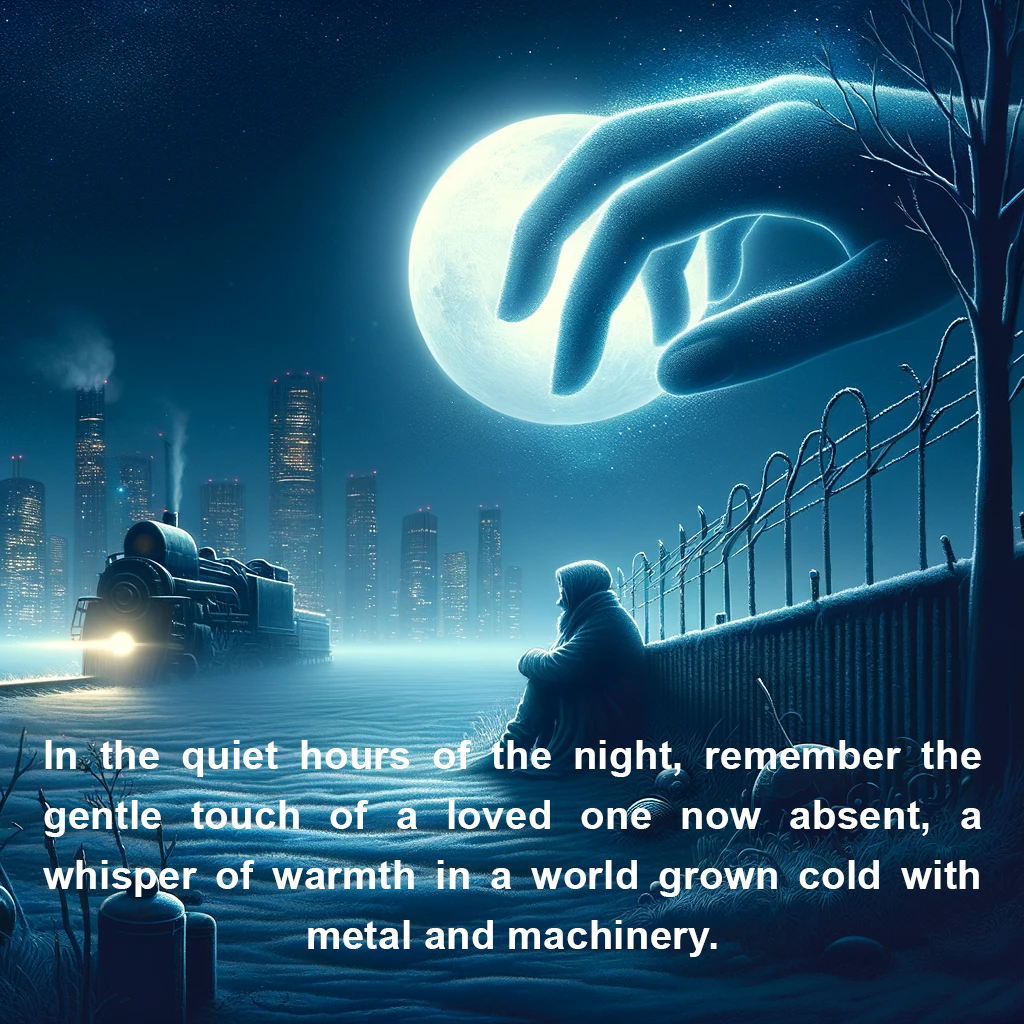 In the quiet hours of the night, remember the
gentle touch of a loved one now absent, a
whisper of warmth in a world grown cold with
metal and machinery.